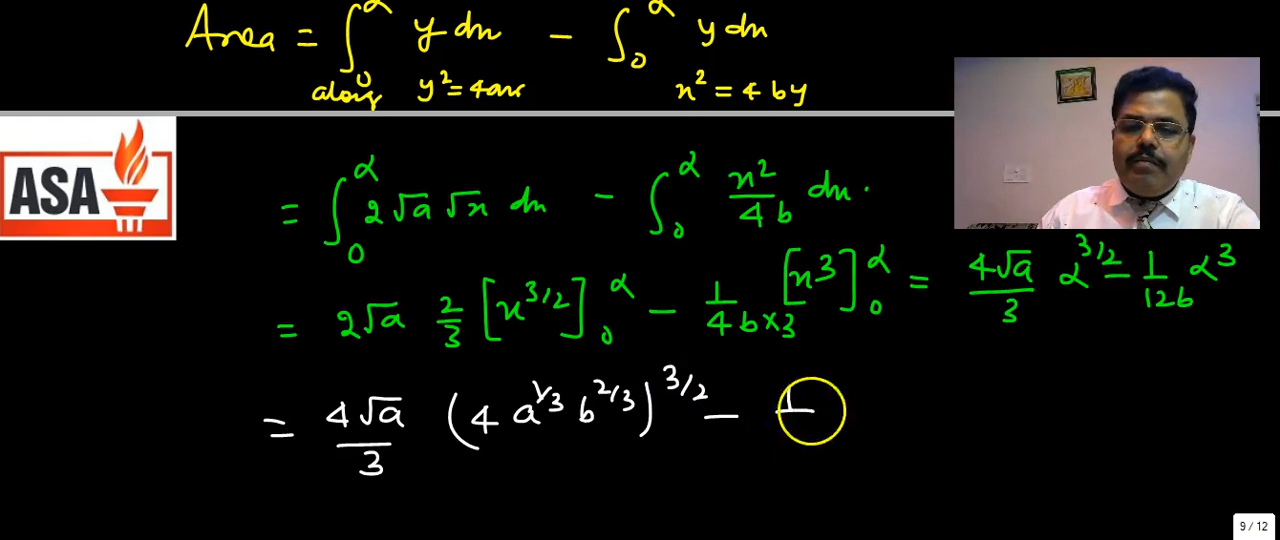 Area = ∫₀^α y dx − ∫₀^α y dx
along y² = 4ax x² = 4by
ASA
= ∫₀^α 2√a √x dx − ∫₀^α x²/4b dx.
= 2√a 2/3 [x^3/2]₀^α − 1/4b×3 [x³]₀^α = 4√a/3 α^3/2 − 1/12b α³
= 4√a/3 (4 a^1/3 b^2/3)^3/2 − 1
9 / 12